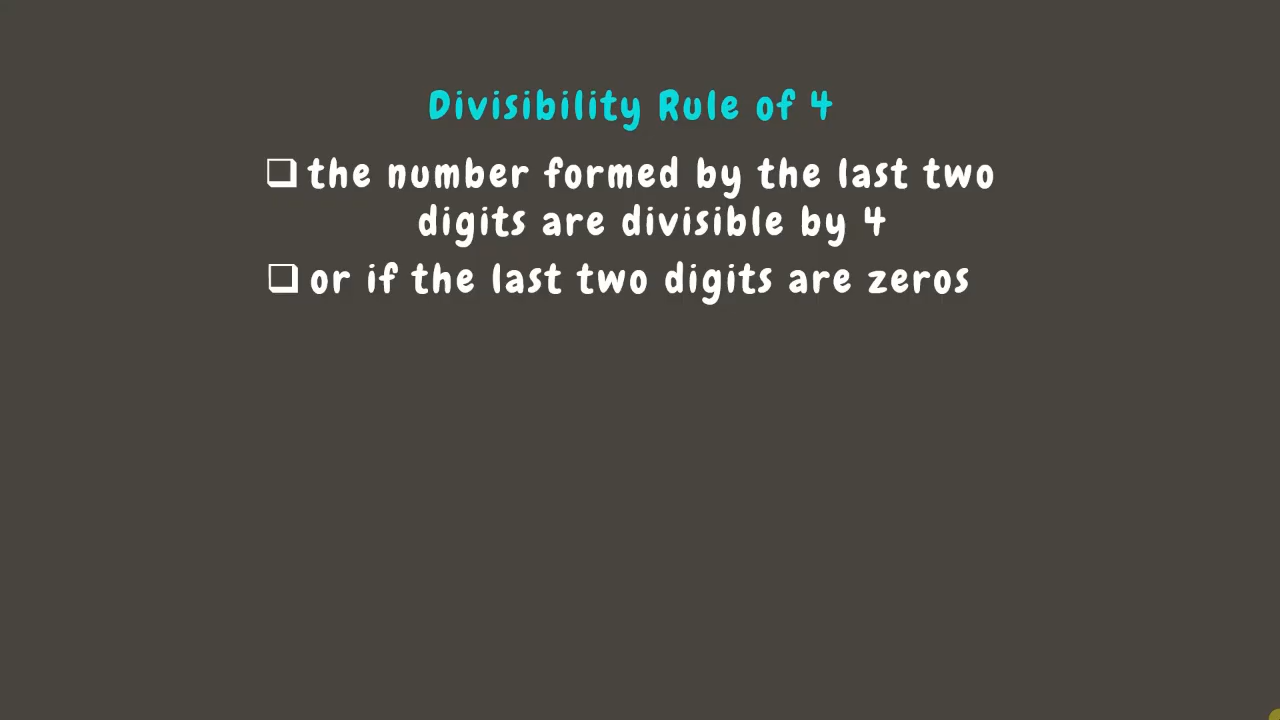 Divisibility Rule of 4
❑ the number formed by the last two
digits are divisible by 4
❑ or if the last two digits are zeros